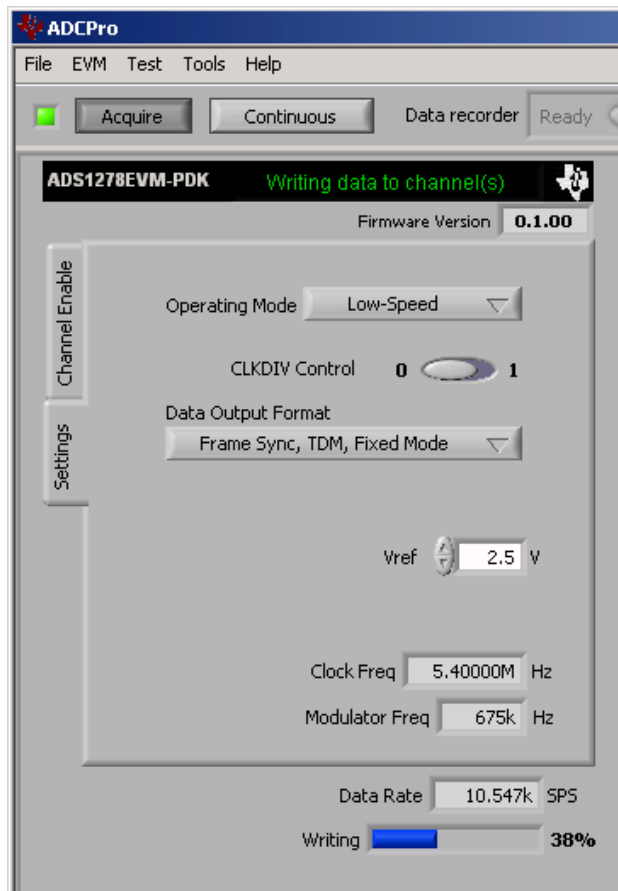 ADCPro
File EVM Test Tools Help
Acquire Continuous Data recorder Ready
ADS1278EVM-PDK Writing data to channel(s)
Firmware Version 0.1.00
Channel Enable
Settings
Operating Mode Low-Speed
CLKDIV Control 0 1
Data Output Format
Frame Sync, TDM, Fixed Mode
Vref 2.5 V
Clock Freq 5.40000M Hz
Modulator Freq 675k Hz
Data Rate 10.547k SPS
Writing 38%